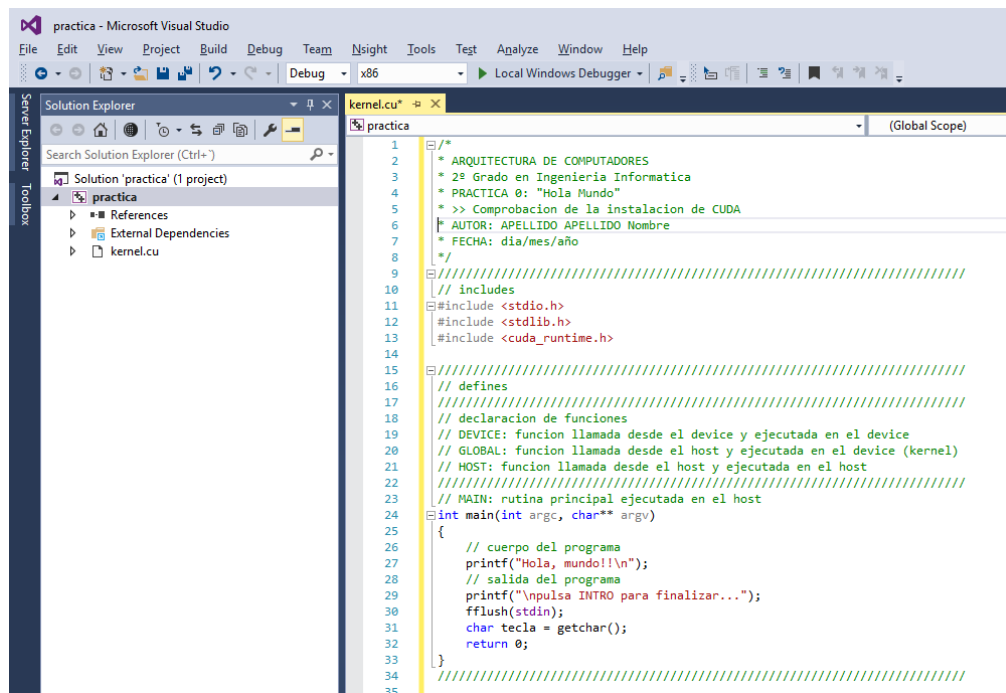 practica - Microsoft Visual Studio
File Edit View Project Build Debug Team Nsight Tools Test Analyze Window Help
Debug x86 Local Windows Debugger
Server Explorer
Toolbox
Solution Explorer
Search Solution Explorer (Ctrl+¨)
Solution 'practica' (1 project)
practica
References
External Dependencies
kernel.cu
kernel.cu*
practica (Global Scope)
1 /*
2 * ARQUITECTURA DE COMPUTADORES
3 * 2º Grado en Ingenieria Informatica
4 * PRACTICA 0: "Hola Mundo"
5 * >> Comprobacion de la instalacion de CUDA
6 * AUTOR: APELLIDO APELLIDO Nombre
7 * FECHA: dia/mes/año
8 */
9 ///////////////////////////////////////////////////////////////////////////
10 // includes
11 #include <stdio.h>
12 #include <stdlib.h>
13 #include <cuda_runtime.h>
14
15 ///////////////////////////////////////////////////////////////////////////
16 // defines
17 ///////////////////////////////////////////////////////////////////////////
18 // declaracion de funciones
19 // DEVICE: funcion llamada desde el device y ejecutada en el device
20 // GLOBAL: funcion llamada desde el host y ejecutada en el device (kernel)
21 // HOST: funcion llamada desde el host y ejecutada en el host
22 ///////////////////////////////////////////////////////////////////////////
23 // MAIN: rutina principal ejecutada en el host
24 int main(int argc, char** argv)
25 {
26 // cuerpo del programa
27 printf("Hola, mundo!!\n");
28 // salida del programa
29 printf("\npulsa INTRO para finalizar...");
30 fflush(stdin);
31 char tecla = getchar();
32 return 0;
33 }
34 ///////////////////////////////////////////////////////////////////////////
35